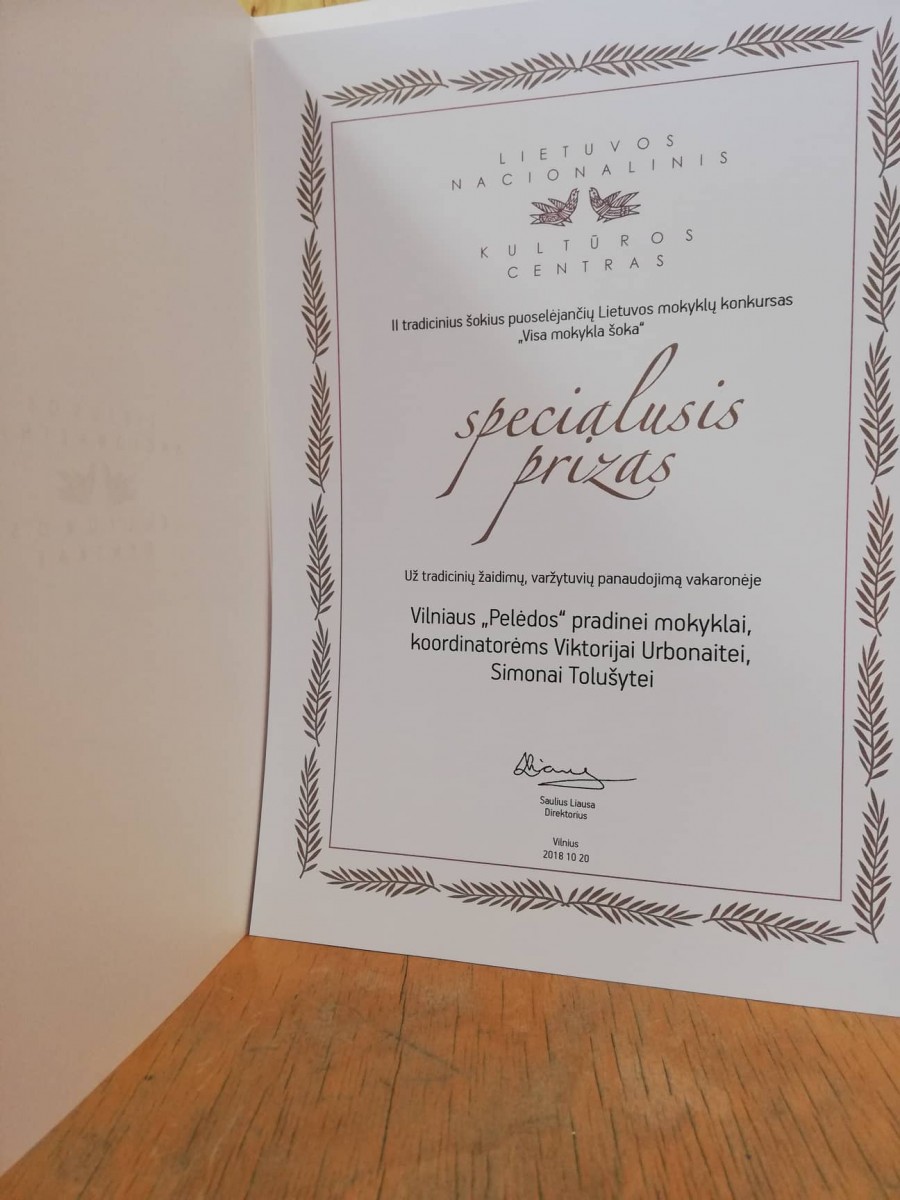 LIETUVOS
NACIONALINIS
KULTŪROS
CENTRAS
II tradicinius šokius puoselėjančių Lietuvos mokyklų konkursas
„Visa mokykla šoka“
specialusis
prizas
Už tradicinių žaidimų, varžytuvių panaudojimą vakaronėje
Vilniaus „Pelėdos“ pradinei mokyklai,
koordinatorėms Viktorijai Urbonaitei,
Simonai Tolušytei
Saulius Liausa
Direktorius
Vilnius
2018 10 20